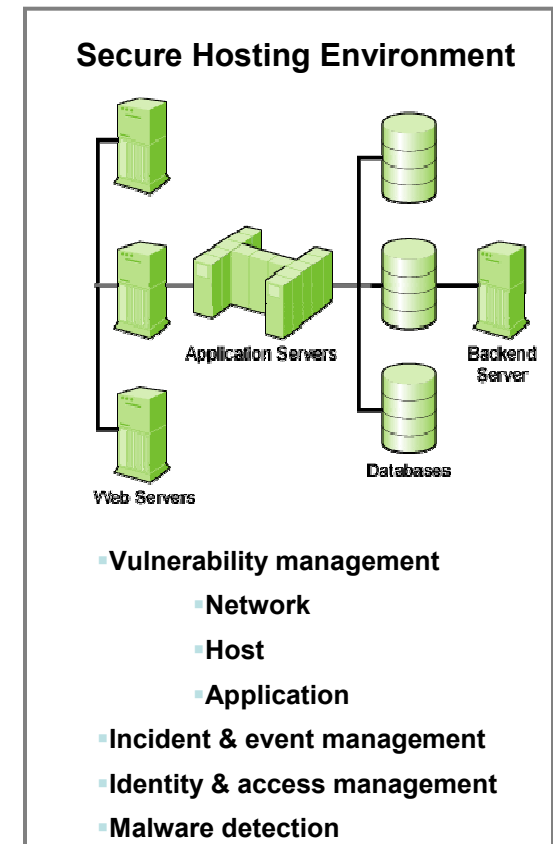 Secure Hosting Environment
Application Servers
Backend
Server
Databases
Web Servers
▪Vulnerability management
▪Network
▪Host
▪Application
▪Incident & event management
▪Identity & access management
▪Malware detection